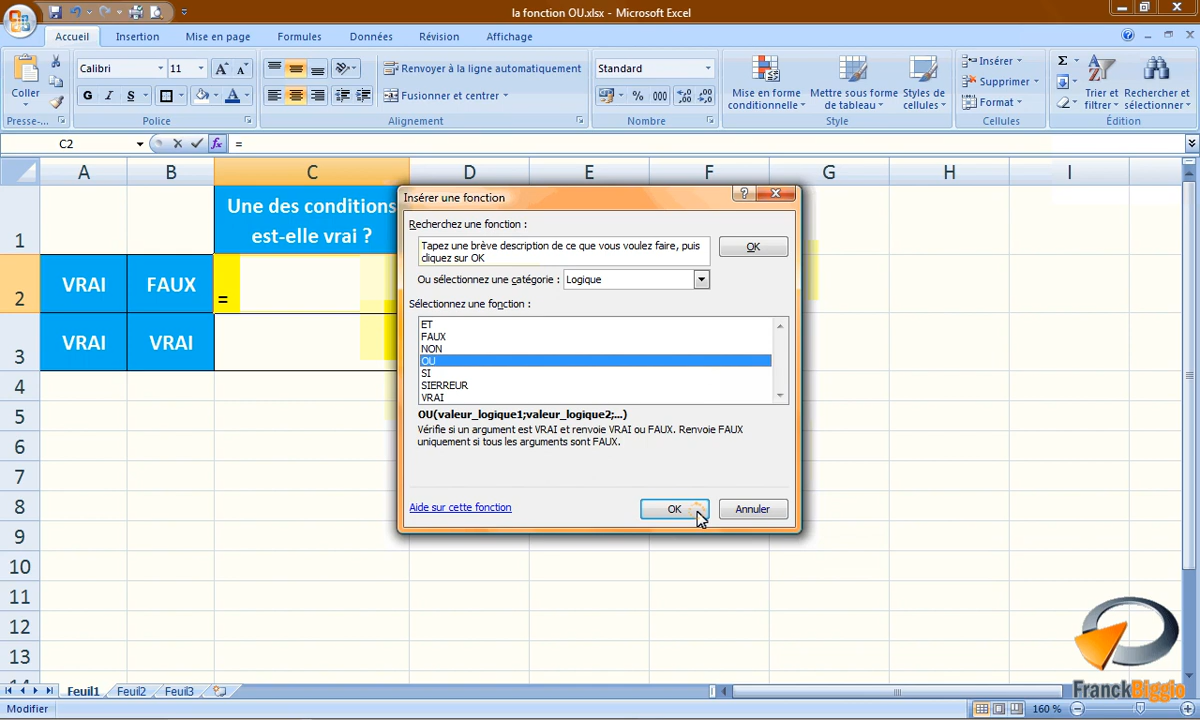 la fonction OU.xlsx - Microsoft Excel
Accueil Insertion Mise en page Formules Données Révision Affichage
Coller
Calibri 11
Renvoyer à la ligne automatiquement
Standard
Insérer
G I S
Fusionner et centrer
% 000
Mise en forme conditionnelle
Mettre sous forme de tableau
Styles de cellules
Supprimer
Format
Σ
Trier et filtrer
Rechercher et sélectionner
Presse-...
Police
Alignement
Nombre
Style
Cellules
Édition
C2
fx =
A B C D E F G H I
1
Une des conditions
est-elle vrai ?
2 VRAI FAUX =
3 VRAI VRAI
4
5
6
7
8
9
10
11
12
13
Insérer une fonction
Recherchez une fonction :
Tapez une brève description de ce que vous voulez faire, puis
cliquez sur OK
OK
Ou sélectionnez une catégorie : Logique
Sélectionnez une fonction :
ET
FAUX
NON
OU
SI
SIERREUR
VRAI
OU(valeur_logique1;valeur_logique2;...)
Vérifie si un argument est VRAI et renvoie VRAI ou FAUX. Renvoie FAUX
uniquement si tous les arguments sont FAUX.
Aide sur cette fonction
OK Annuler
FranckBiggio
Feuil1 Feuil2 Feuil3
Modifier
160 %